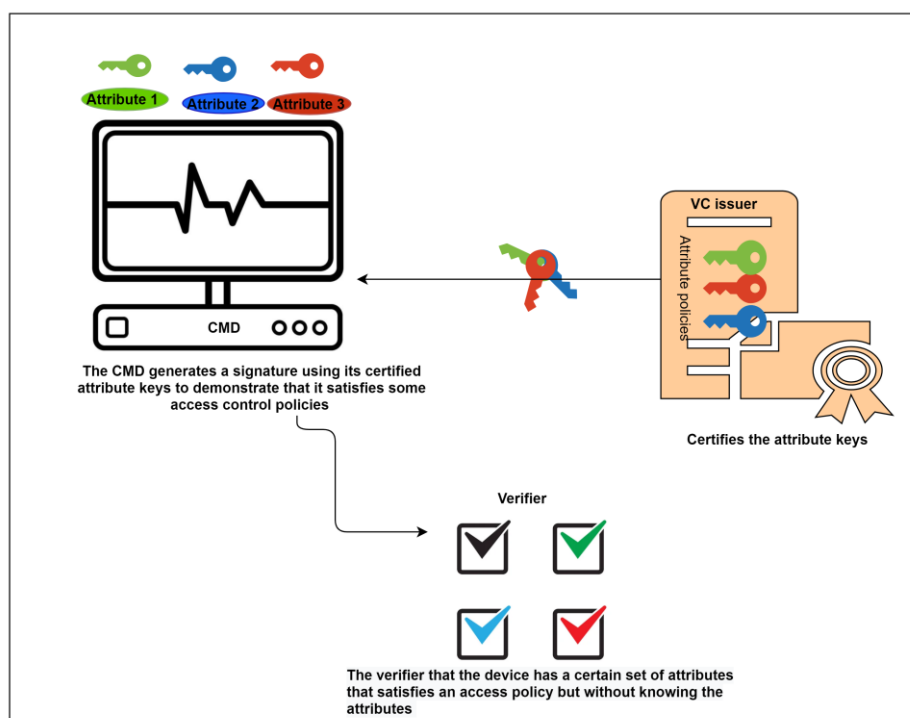 Attribute 1
Attribute 2
Attribute 3
VC issuer
Attribute policies
CMD
The CMD generates a signature using its certified
attribute keys to demonstrate that it satisfies some
access control policies
Certifies the attribute keys
Verifier
The verifier that the device has a certain set of attributes
that satisfies an access policy but without knowing the
attributes